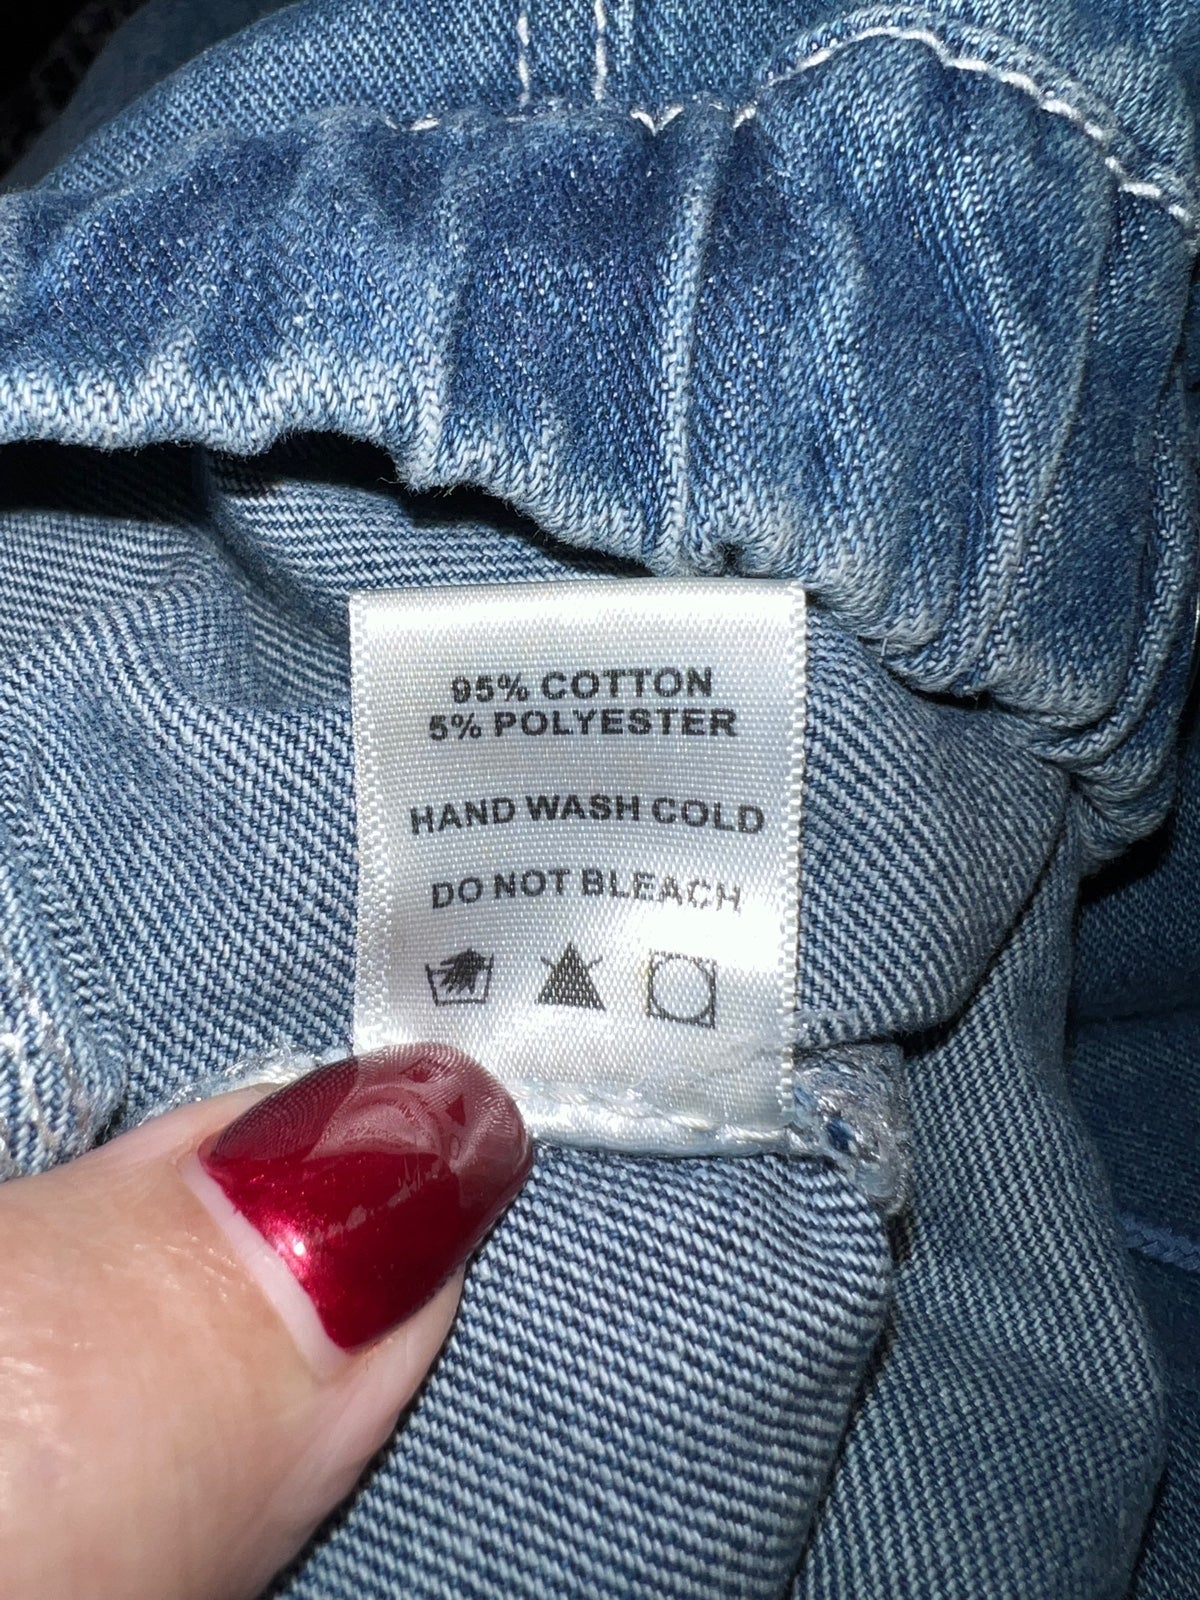 95% COTTON
5% POLYESTER
HAND WASH COLD
DO NOT BLEACH